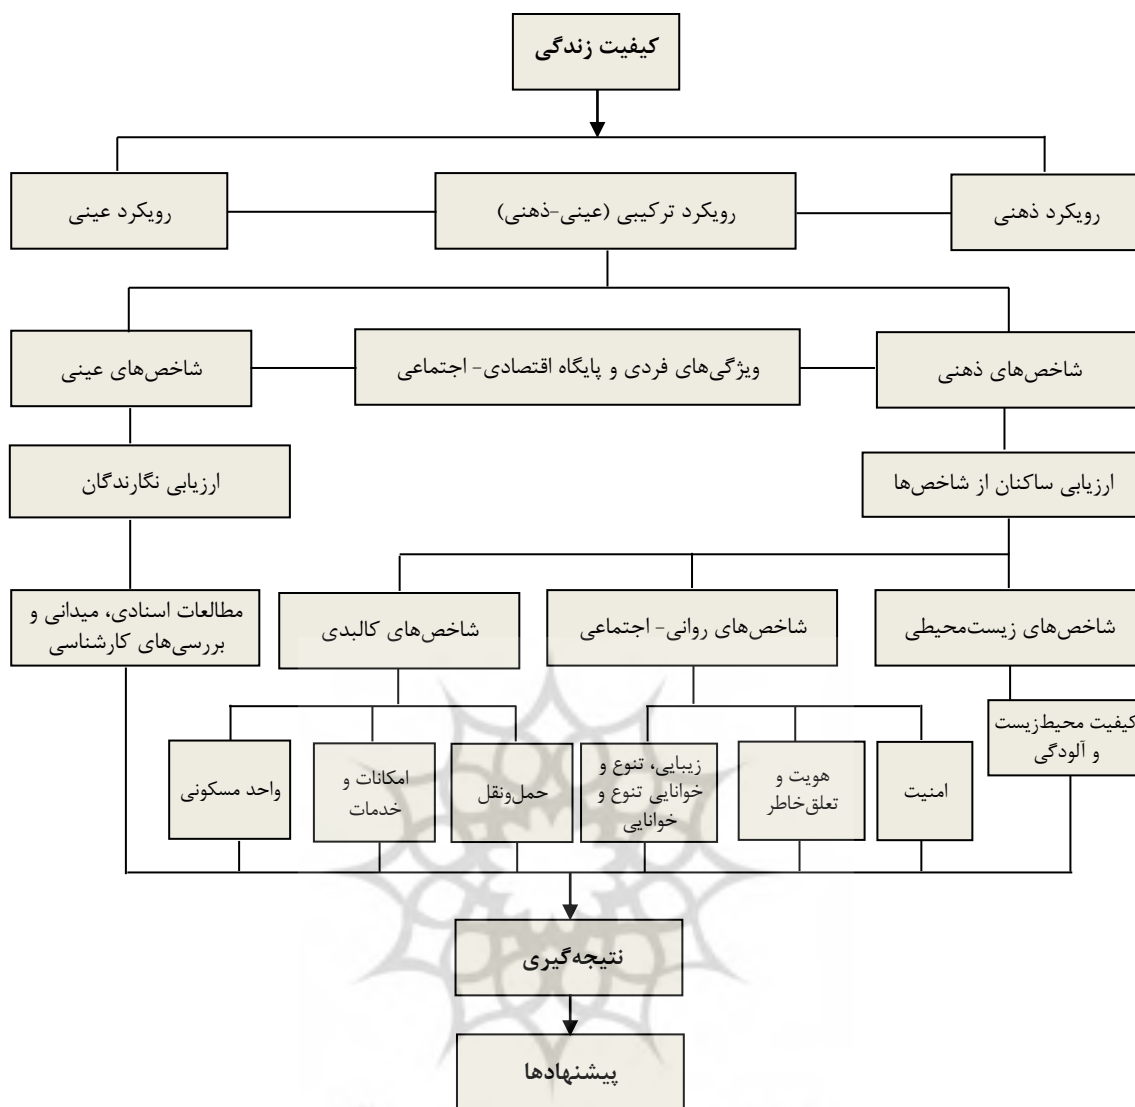 کیفیت زندگی
رویکرد ذهنی
رویکرد ترکیبی (عینی-ذهنی)
رویکرد عینی
شاخص‌های ذهنی
ویژگی‌های فردی و پایگاه اقتصادی- اجتماعی
شاخص‌های عینی
ارزیابی ساکنان از شاخص‌ها
ارزیابی نگارندگان
شاخص‌های زیست‌محیطی
شاخص‌های روانی- اجتماعی
شاخص‌های کالبدی
مطالعات اسنادی، میدانی و
بررسی‌های کارشناسی
کیفیت محیط‌زیست
و آلودگی
امنیت
هویت و
تعلق‌خاطر
زیبایی، تنوع و
خوانایی تنوع و
خوانایی
حمل‌ونقل
امکانات و
خدمات
واحد مسکونی
نتیجه‌گیری
پیشنهادها